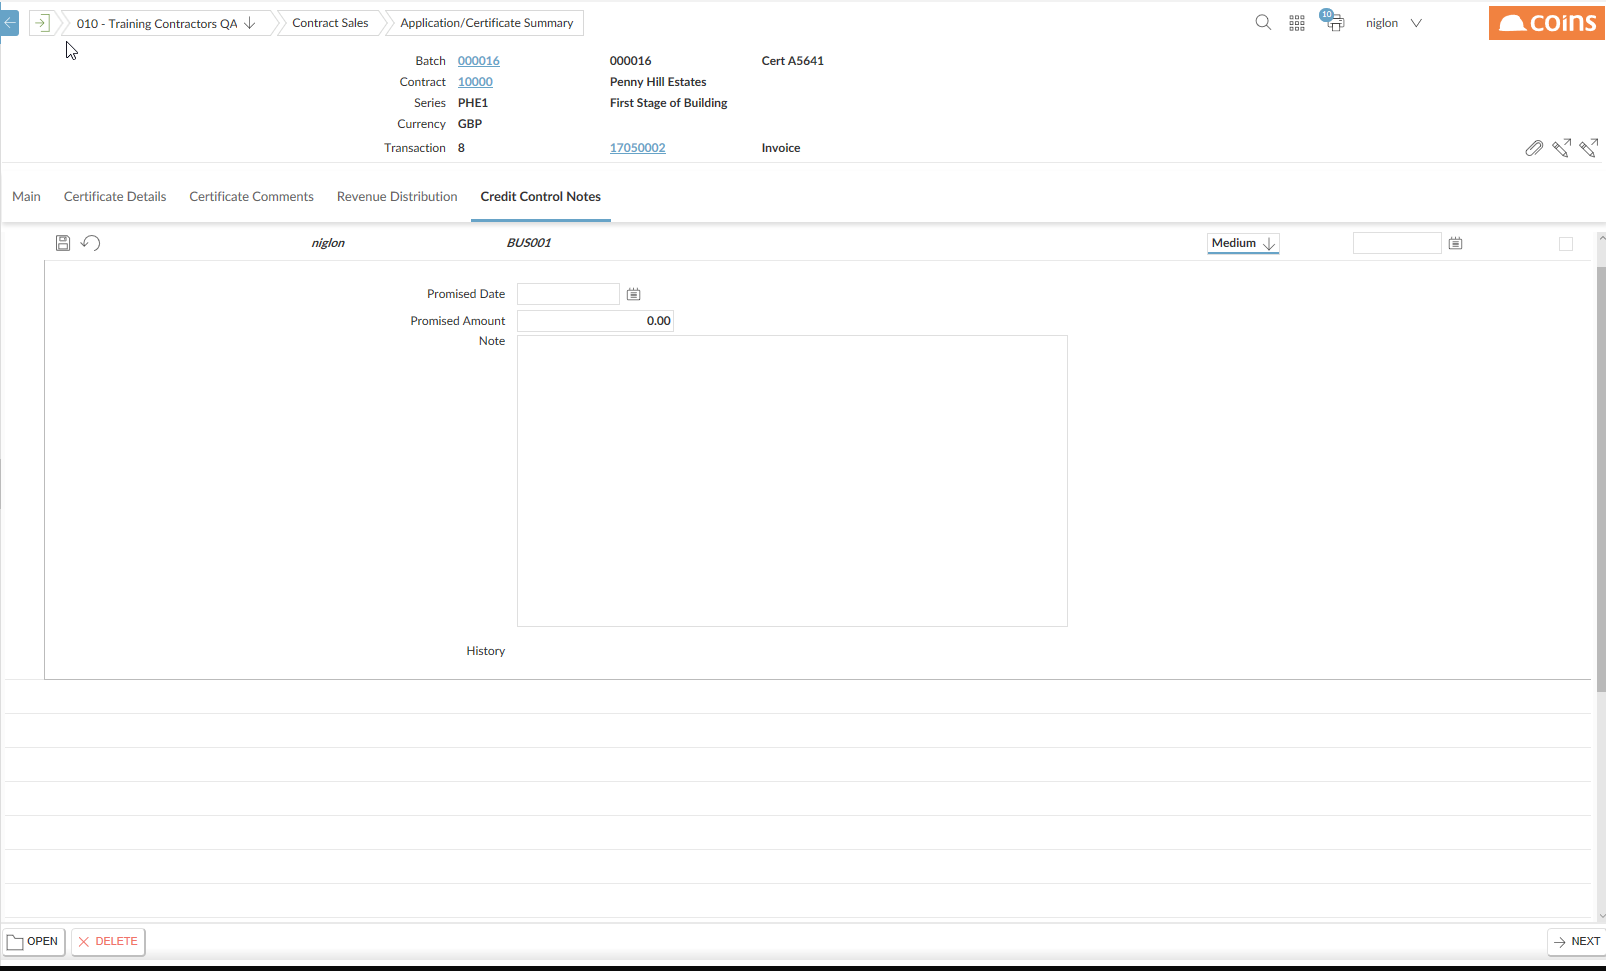 010 - Training Contractors QA
Contract Sales
Application/Certificate Summary
10
niglon
coins
Batch 000016 000016 Cert A5641
Contract 10000 Penny Hill Estates
Series PHE1 First Stage of Building
Currency GBP
Transaction 8 17050002 Invoice
Main Certificate Details Certificate Comments Revenue Distribution Credit Control Notes
niglon BUS001 Medium
Promised Date
Promised Amount 0.00
Note
History
OPEN DELETE NEXT